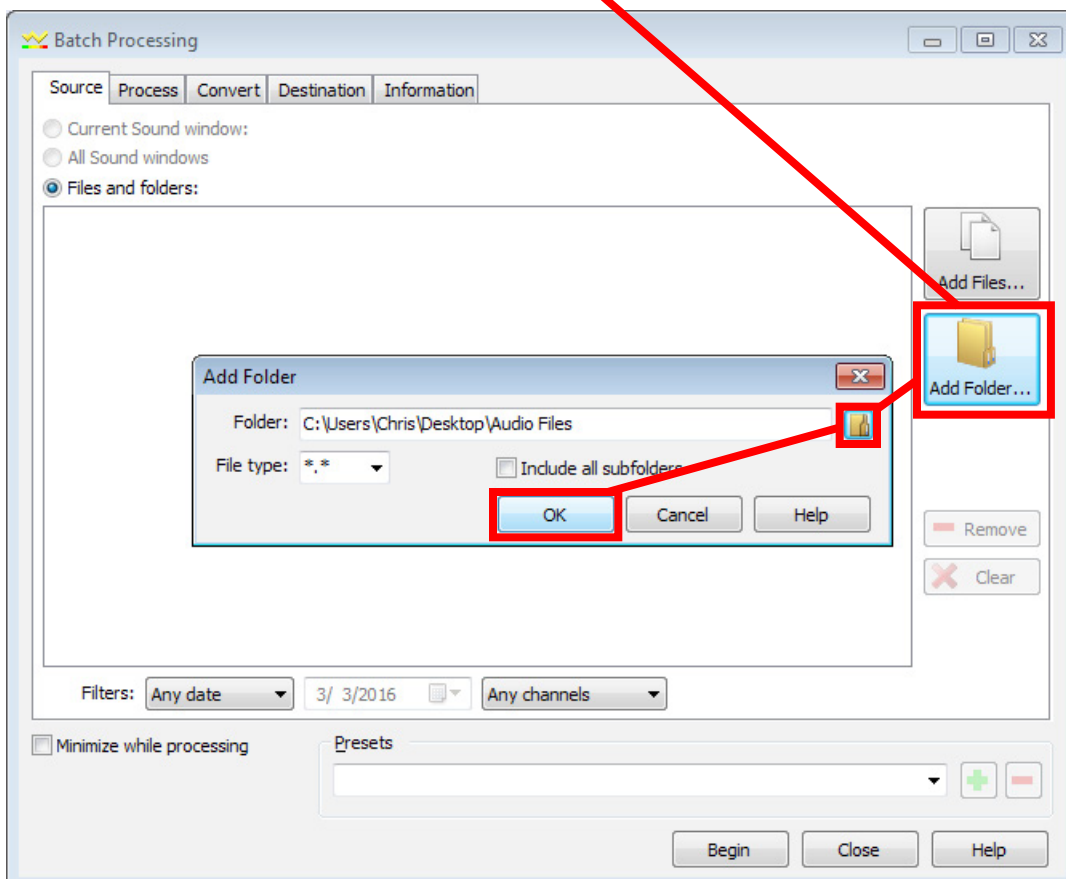 Batch Processing
Source Process Convert Destination Information
Current Sound window:
All Sound windows
Files and folders:
Add Files...
Add Folder...
Add Folder
Folder: C:\Users\Chris\Desktop\Audio Files
File type: *.* Include all subfolders
OK Cancel Help
Remove
Clear
Filters: Any date 3/ 3/2016 Any channels
Minimize while processing Presets
Begin Close Help